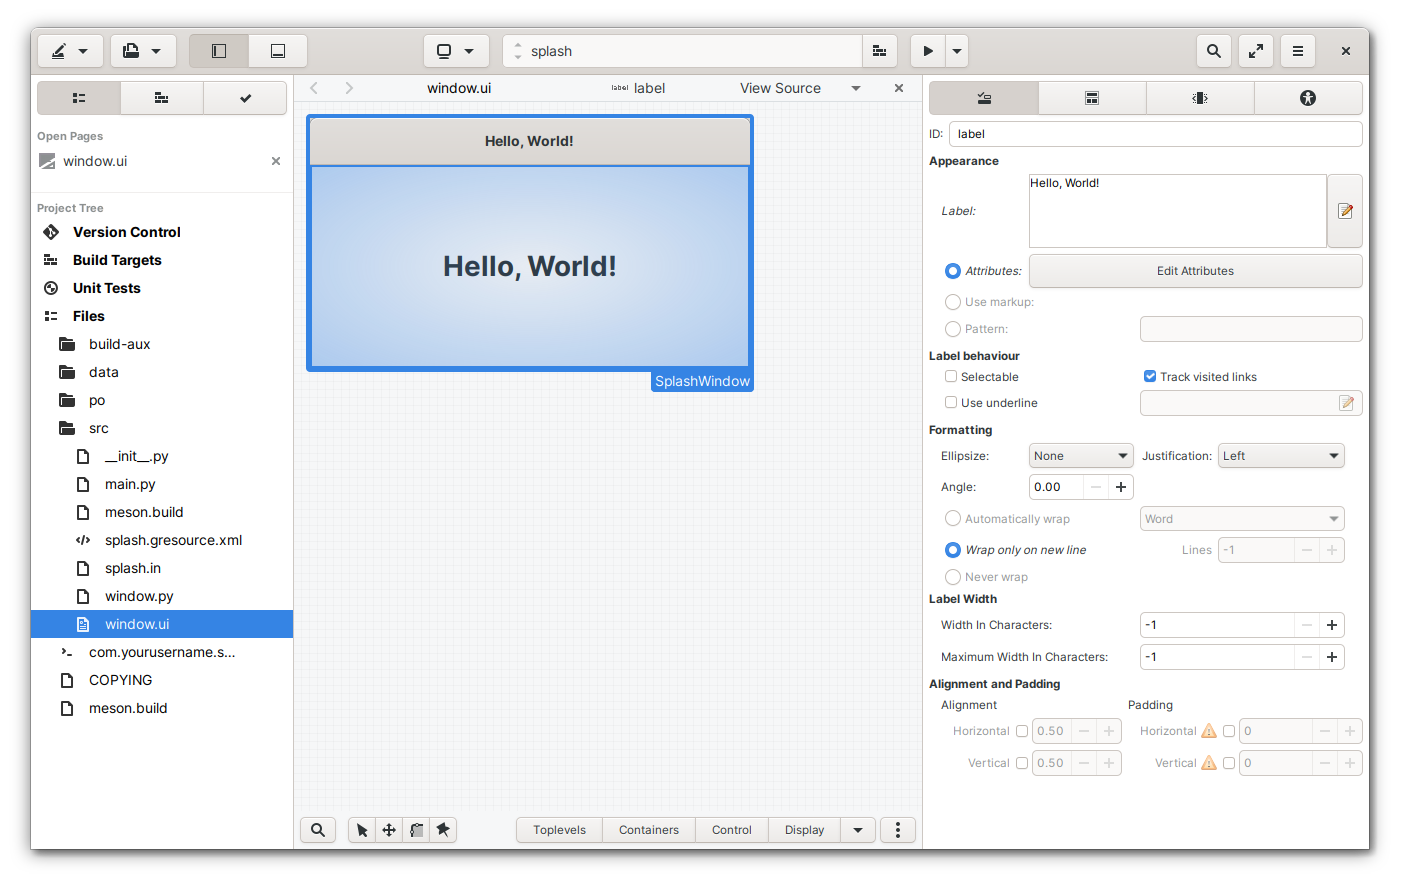 splash
Open Pages
window.ui
Project Tree
Version Control
Build Targets
Unit Tests
Files
build-aux
data
po
src
__init__.py
main.py
meson.build
splash.gresource.xml
splash.in
window.py
window.ui
com.yourusername.s...
COPYING
meson.build
window.ui
label label
View Source
Hello, World!
Hello, World!
SplashWindow
Toplevels
Containers
Control
Display
ID: label
Appearance
Label: Hello, World!
Attributes: Edit Attributes
Use markup:
Pattern:
Label behaviour
Selectable Track visited links
Use underline
Formatting
Ellipsize: None Justification: Left
Angle: 0.00
Automatically wrap Word
Wrap only on new line Lines -1
Never wrap
Label Width
Width In Characters: -1
Maximum Width In Characters: -1
Alignment and Padding
Alignment Padding
Horizontal 0.50 Horizontal 0
Vertical 0.50 Vertical 0